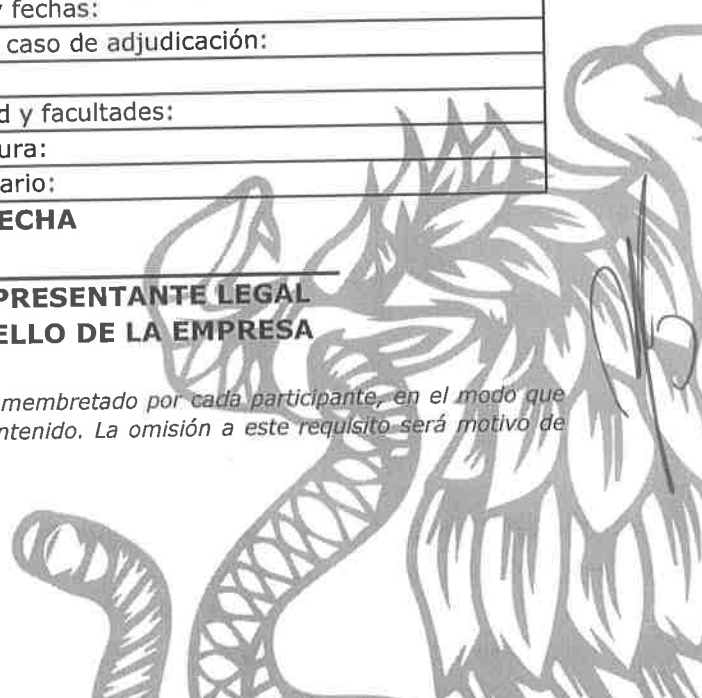 y fechas:
caso de adjudicación:
d y facultades:
ura:
ario:
ECHA
PRESENTANTE LEGAL
ELLO DE LA EMPRESA
membretado por cada participante, en el modo que
ntenido. La omisión a este requisito será motivo de